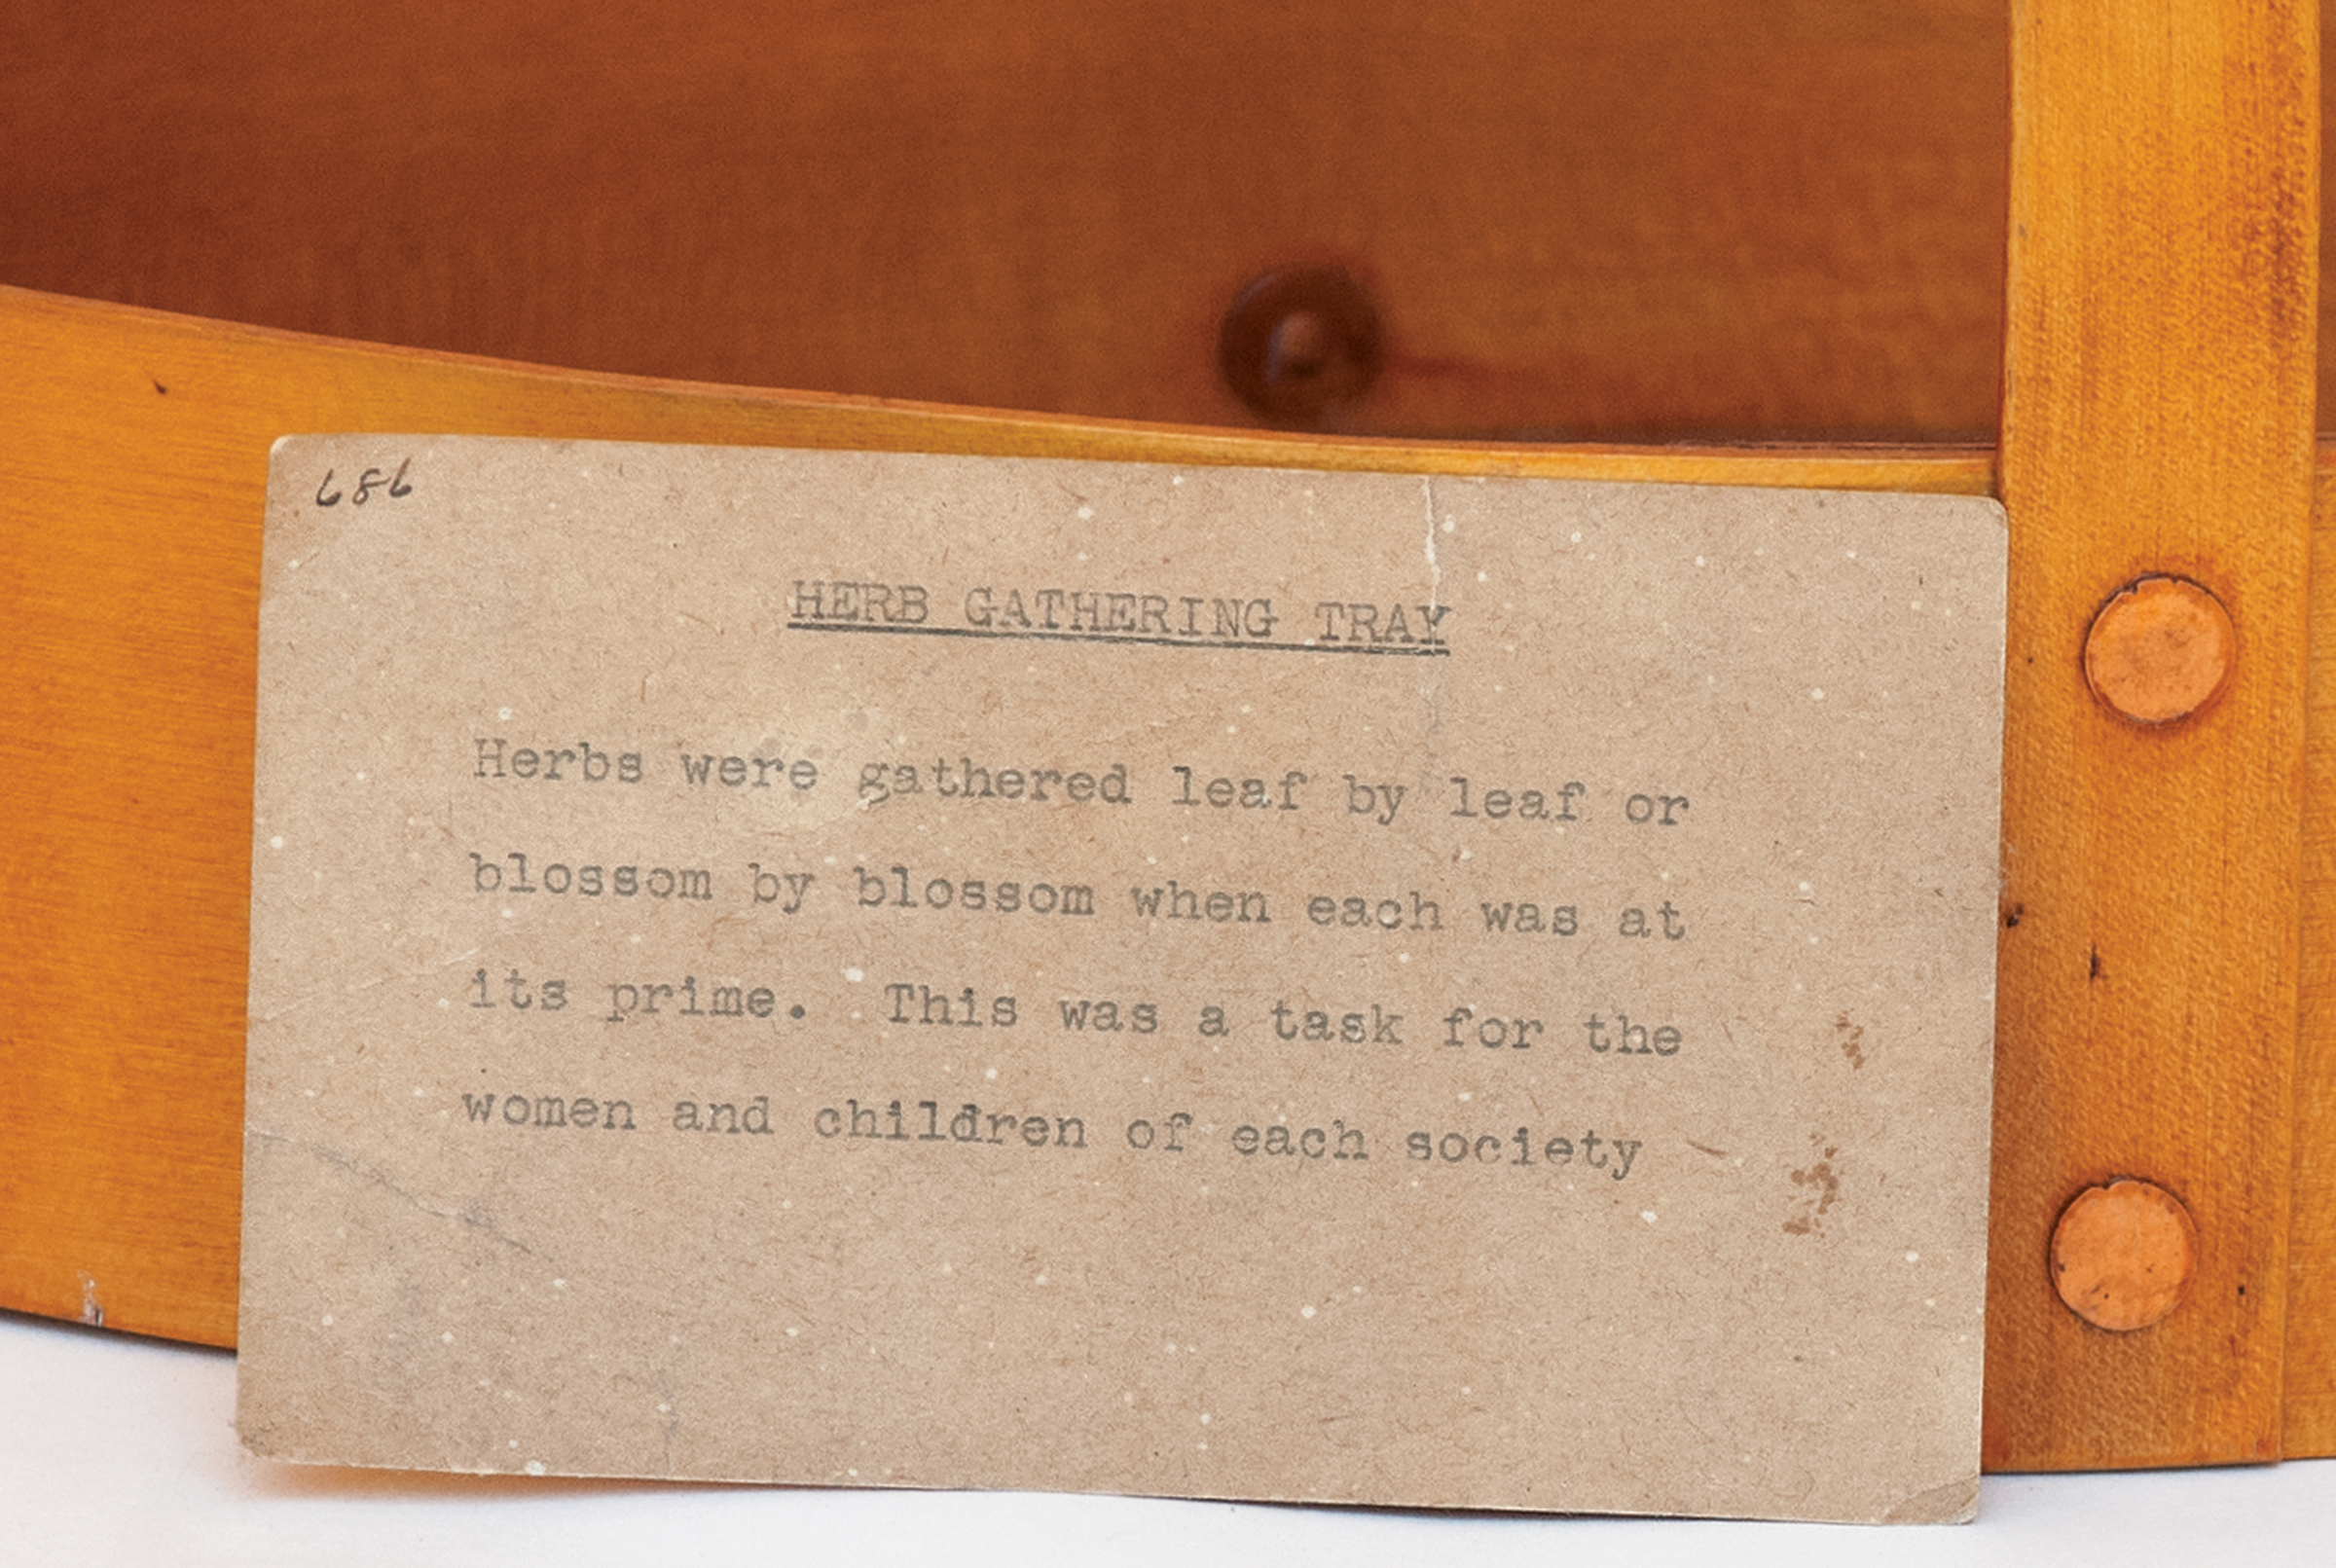 686
HERB GATHERING TRAY
Herbs were gathered leaf by leaf or
blossom by blossom when each was at
its prime.  This was a task for the
women and children of each society